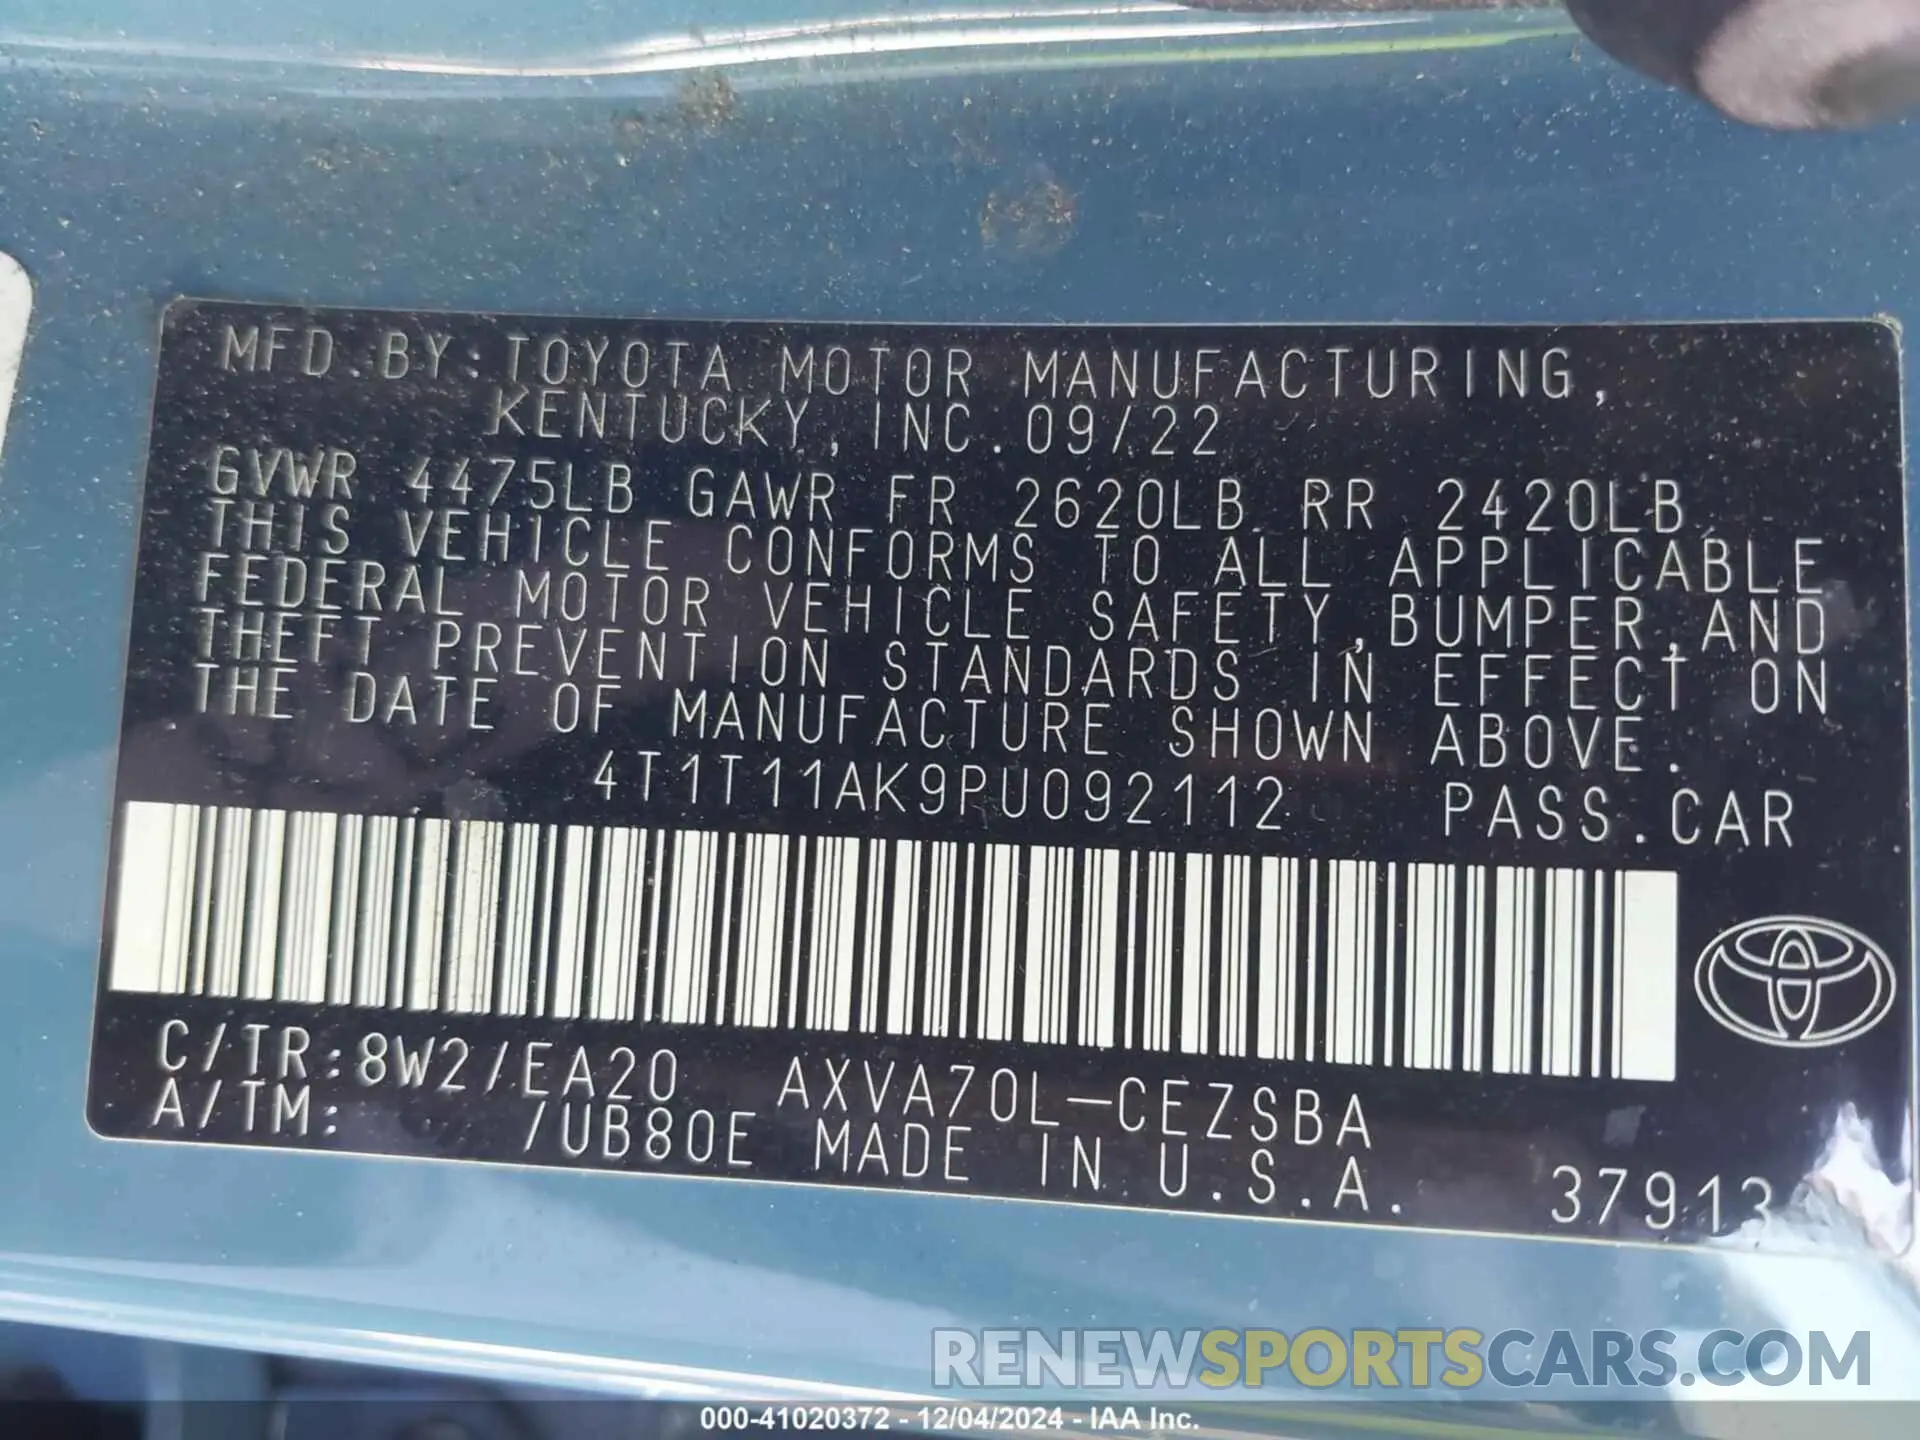 MFD.BY:TOYOTA MOTOR MANUFACTURING,
KENTUCKY,INC.09/22
GVWR 4475LB GAWR FR 2620LB RR 2420LB
THIS VEHICLE CONFORMS TO ALL APPLICABLE
FEDERAL MOTOR VEHICLE SAFETY,BUMPER,AND
THEFT PREVENTION STANDARDS IN EFFECT ON
THE DATE OF MANUFACTURE SHOWN ABOVE.
4T1T11AK9PU092112 PASS.CAR
C/TR:8W2/EA20 AXVA70L-CEZSBA
A/TM: /UB80E MADE IN U.S.A. 37913
RENEWSPORTSCARS.COM
000-41020372 - 12/04/2024 - IAA Inc.